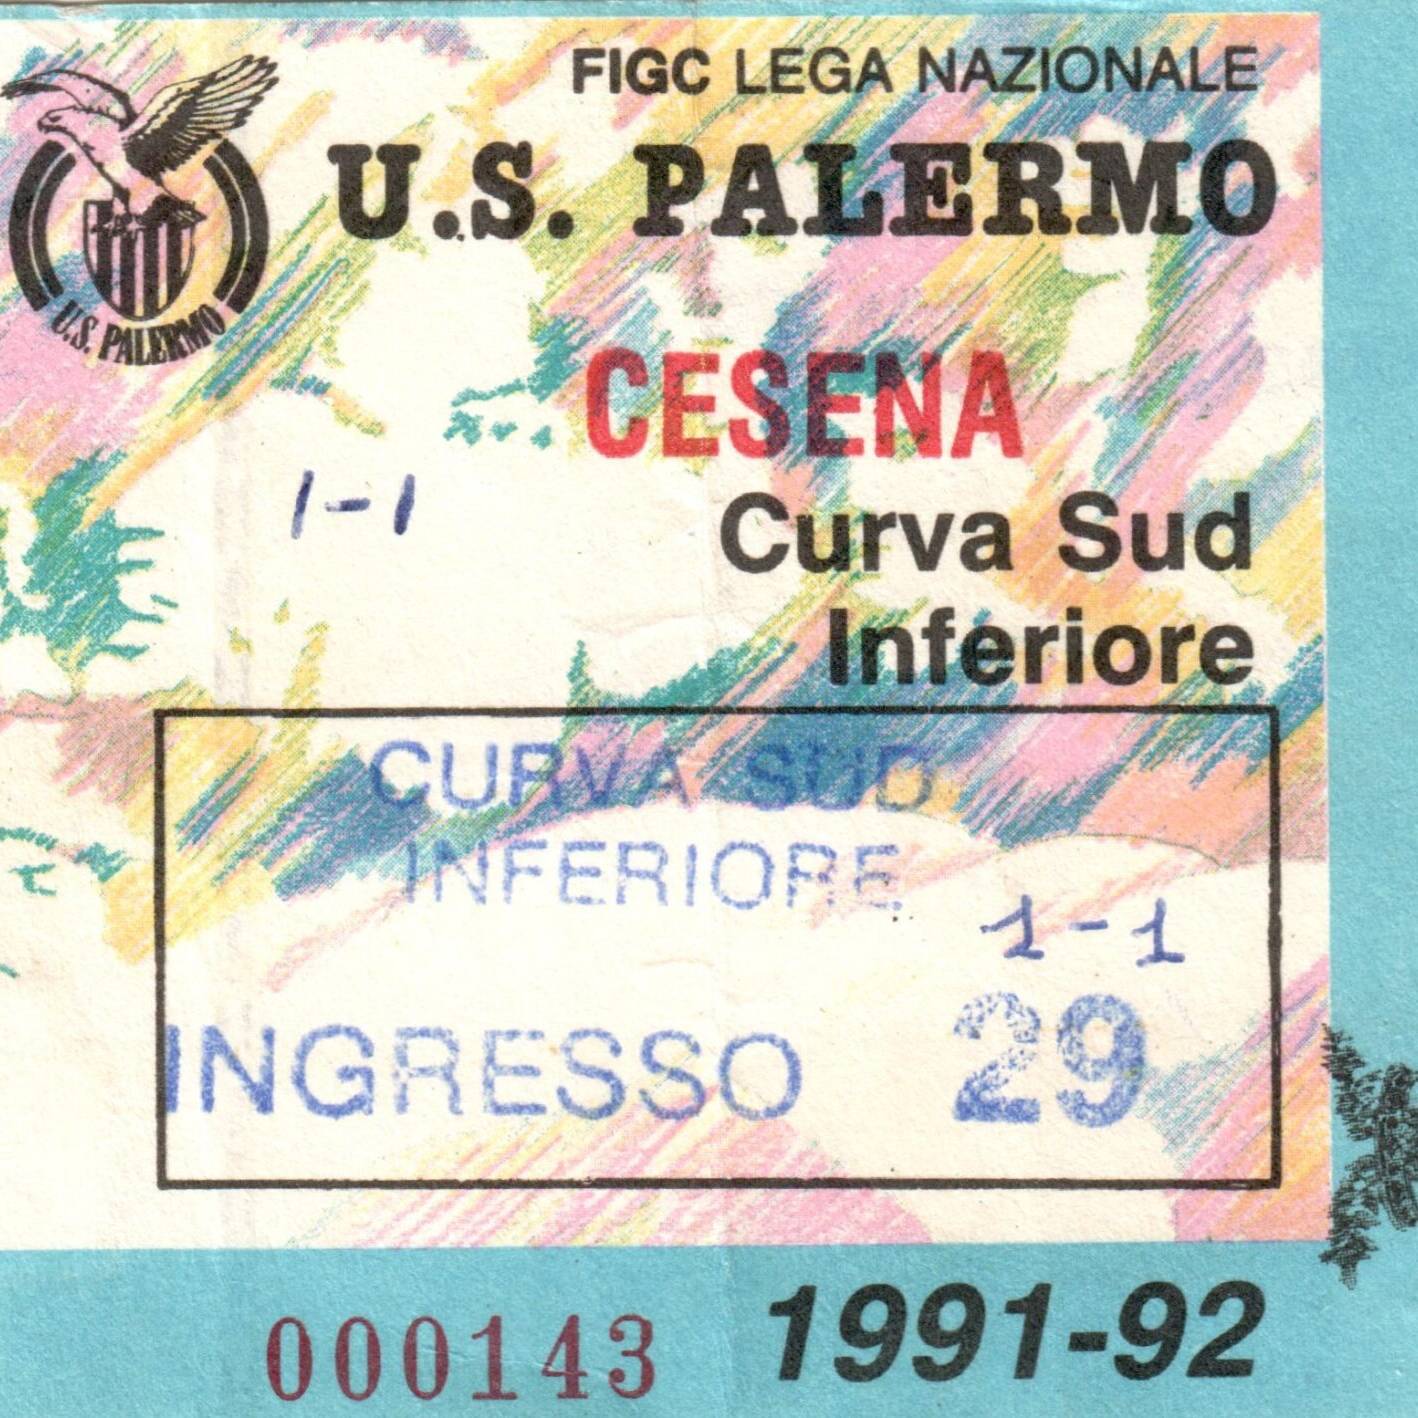 FIGC LEGA NAZIONALE
U.S. PALERMO
U.S. PALERMO
CESENA
1-1
Curva Sud
Inferiore
CURVA SUD
INFERIORE
1-1
INGRESSO 29
000143
1991-92